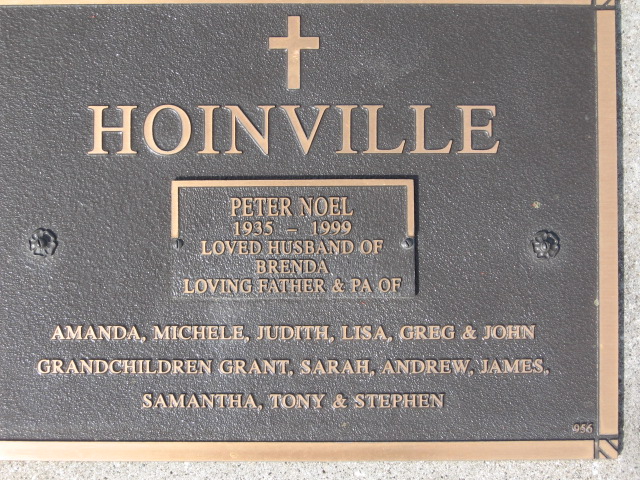 HOINVILLE
PETER NOEL
1935 – 1999
LOVED HUSBAND OF
BRENDA
LOVING FATHER & PA OF
AMANDA, MICHELE, JUDITH, LISA, GREG & JOHN
GRANDCHILDREN GRANT, SARAH, ANDREW, JAMES,
SAMANTHA, TONY & STEPHEN
956